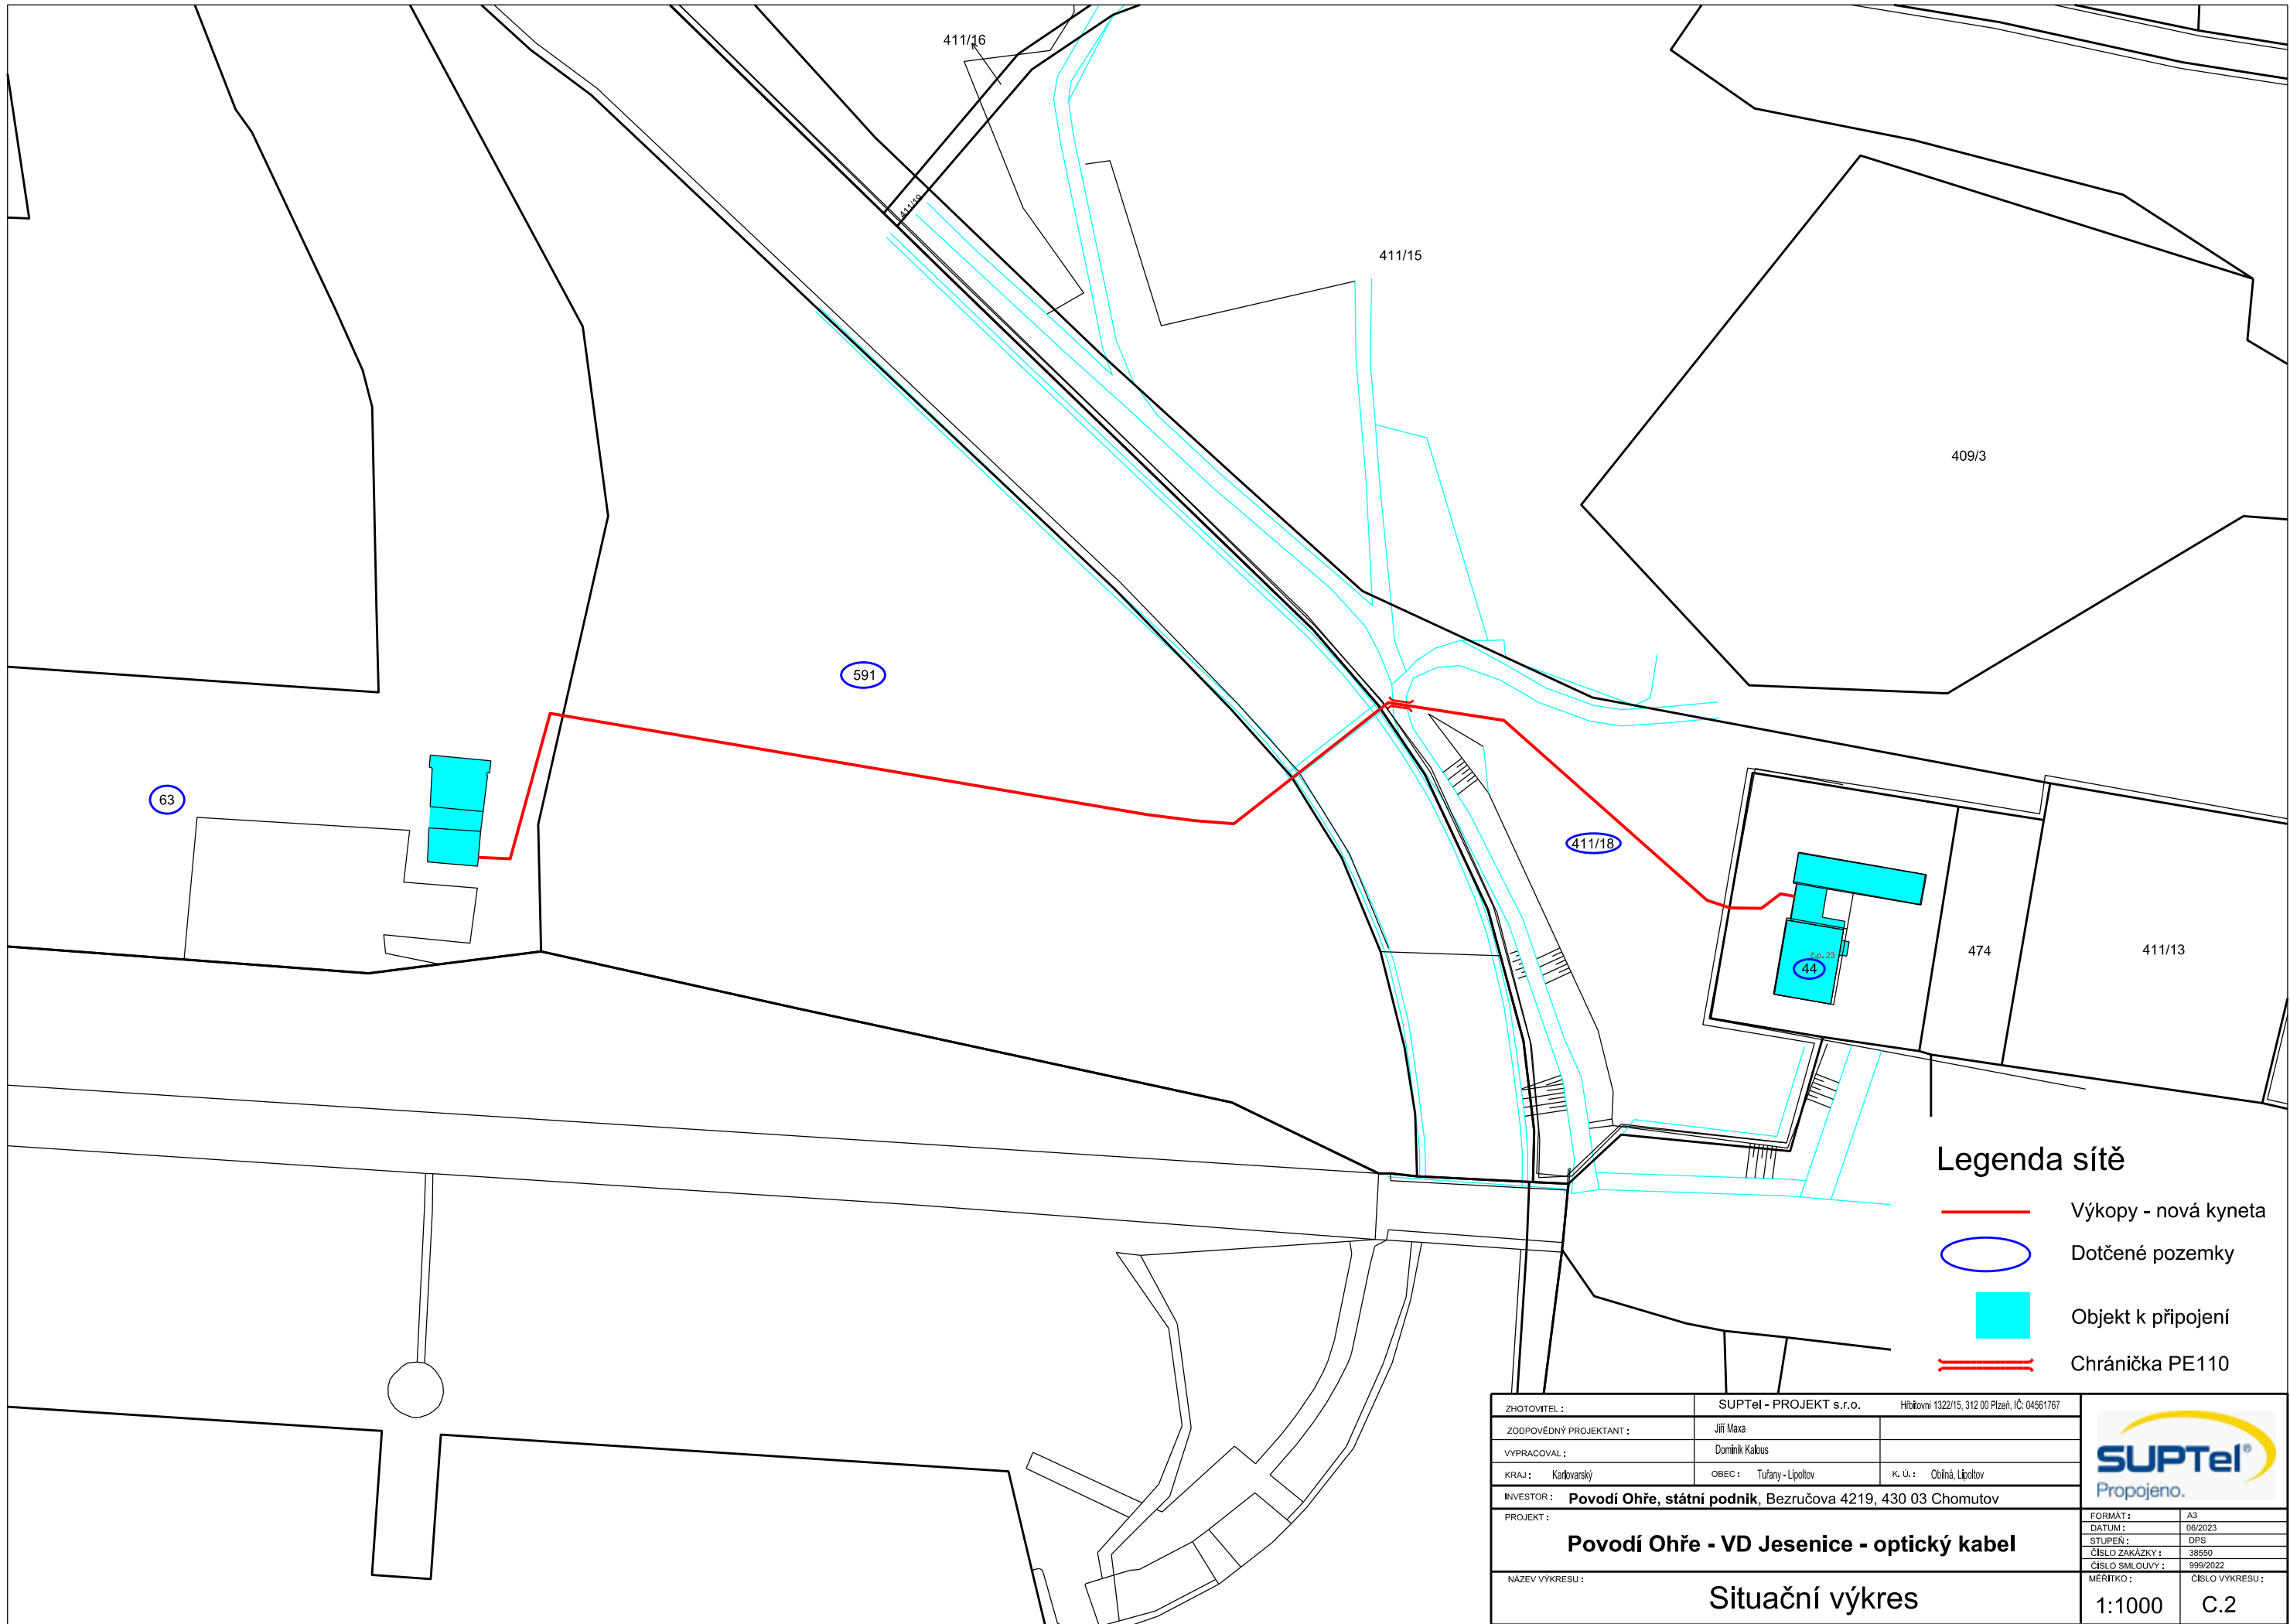 411/16
411/19
411/15
409/3
591
63
411/18
č.p. 23
44
474
411/13
Legenda sítě
Výkopy - nová kyneta
Dotčené pozemky
Objekt k připojení
Chránička PE110
ZHOTOVITEL : SUPTel - PROJEKT s.r.o. Hřbitovní 1322/15, 312 00 Plzeň, IČ: 04561767
ZODPOVĚDNÝ PROJEKTANT : Jiří Maxa
VYPRACOVAL : Dominik Kalous
KRAJ : Karlovarský OBEC : Tuřany - Lipoltov K. Ú. : Obilná, Lipoltov
INVESTOR : Povodí Ohře, státní podnik, Bezručova 4219, 430 03 Chomutov
PROJEKT :
Povodí Ohře - VD Jesenice - optický kabel
NÁZEV VÝKRESU :
Situační výkres
SUPTel®
Propojeno.
FORMÁT : A3
DATUM : 06/2023
STUPEŇ : DPS
ČÍSLO ZAKÁZKY : 38550
ČÍSLO SMLOUVY : 999/2022
MĚŘÍTKO : ČÍSLO VÝKRESU :
1:1000 C.2